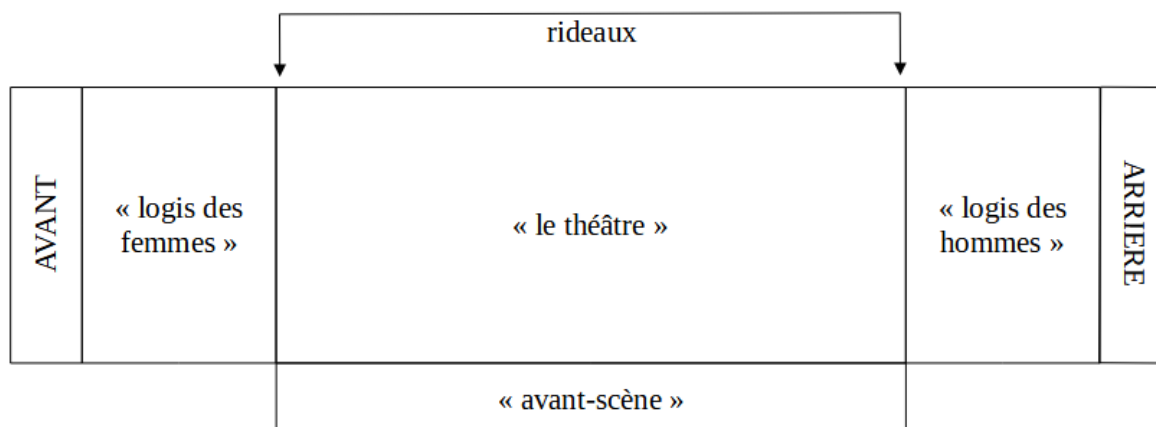 rideaux
AVANT
« logis des
femmes »
« le théâtre »
« logis des
hommes »
ARRIERE
« avant-scène »